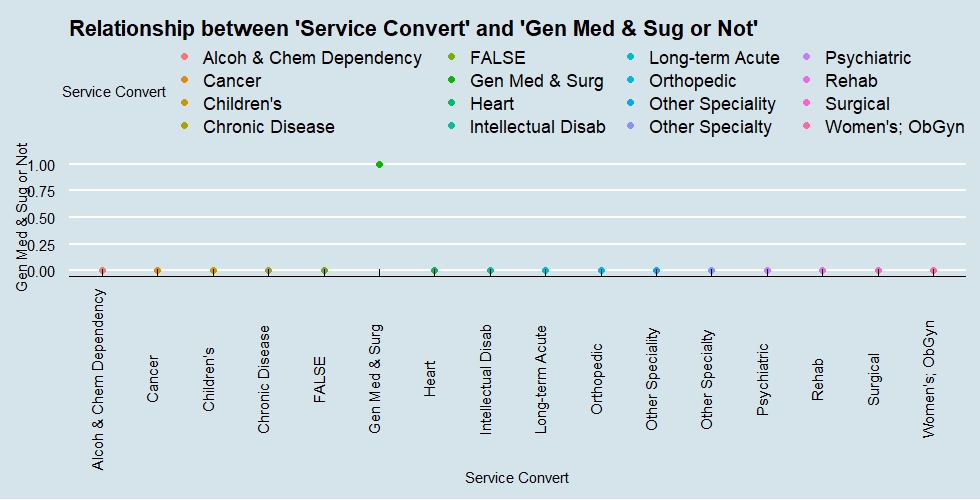 Relationship between 'Service Convert' and 'Gen Med & Sug or Not'
Service Convert
Alcoh & Chem Dependency
Cancer
Children's
Chronic Disease
FALSE
Gen Med & Surg
Heart
Intellectual Disab
Long-term Acute
Orthopedic
Other Speciality
Other Specialty
Psychiatric
Rehab
Surgical
Women's; ObGyn
Gen Med & Sug or Not
1.00
0.75
0.50
0.25
0.00
Alcoh & Chem Dependency
Cancer
Children's
Chronic Disease
FALSE
Gen Med & Surg
Heart
Intellectual Disab
Long-term Acute
Orthopedic
Other Speciality
Other Specialty
Psychiatric
Rehab
Surgical
Women's; ObGyn
Service Convert